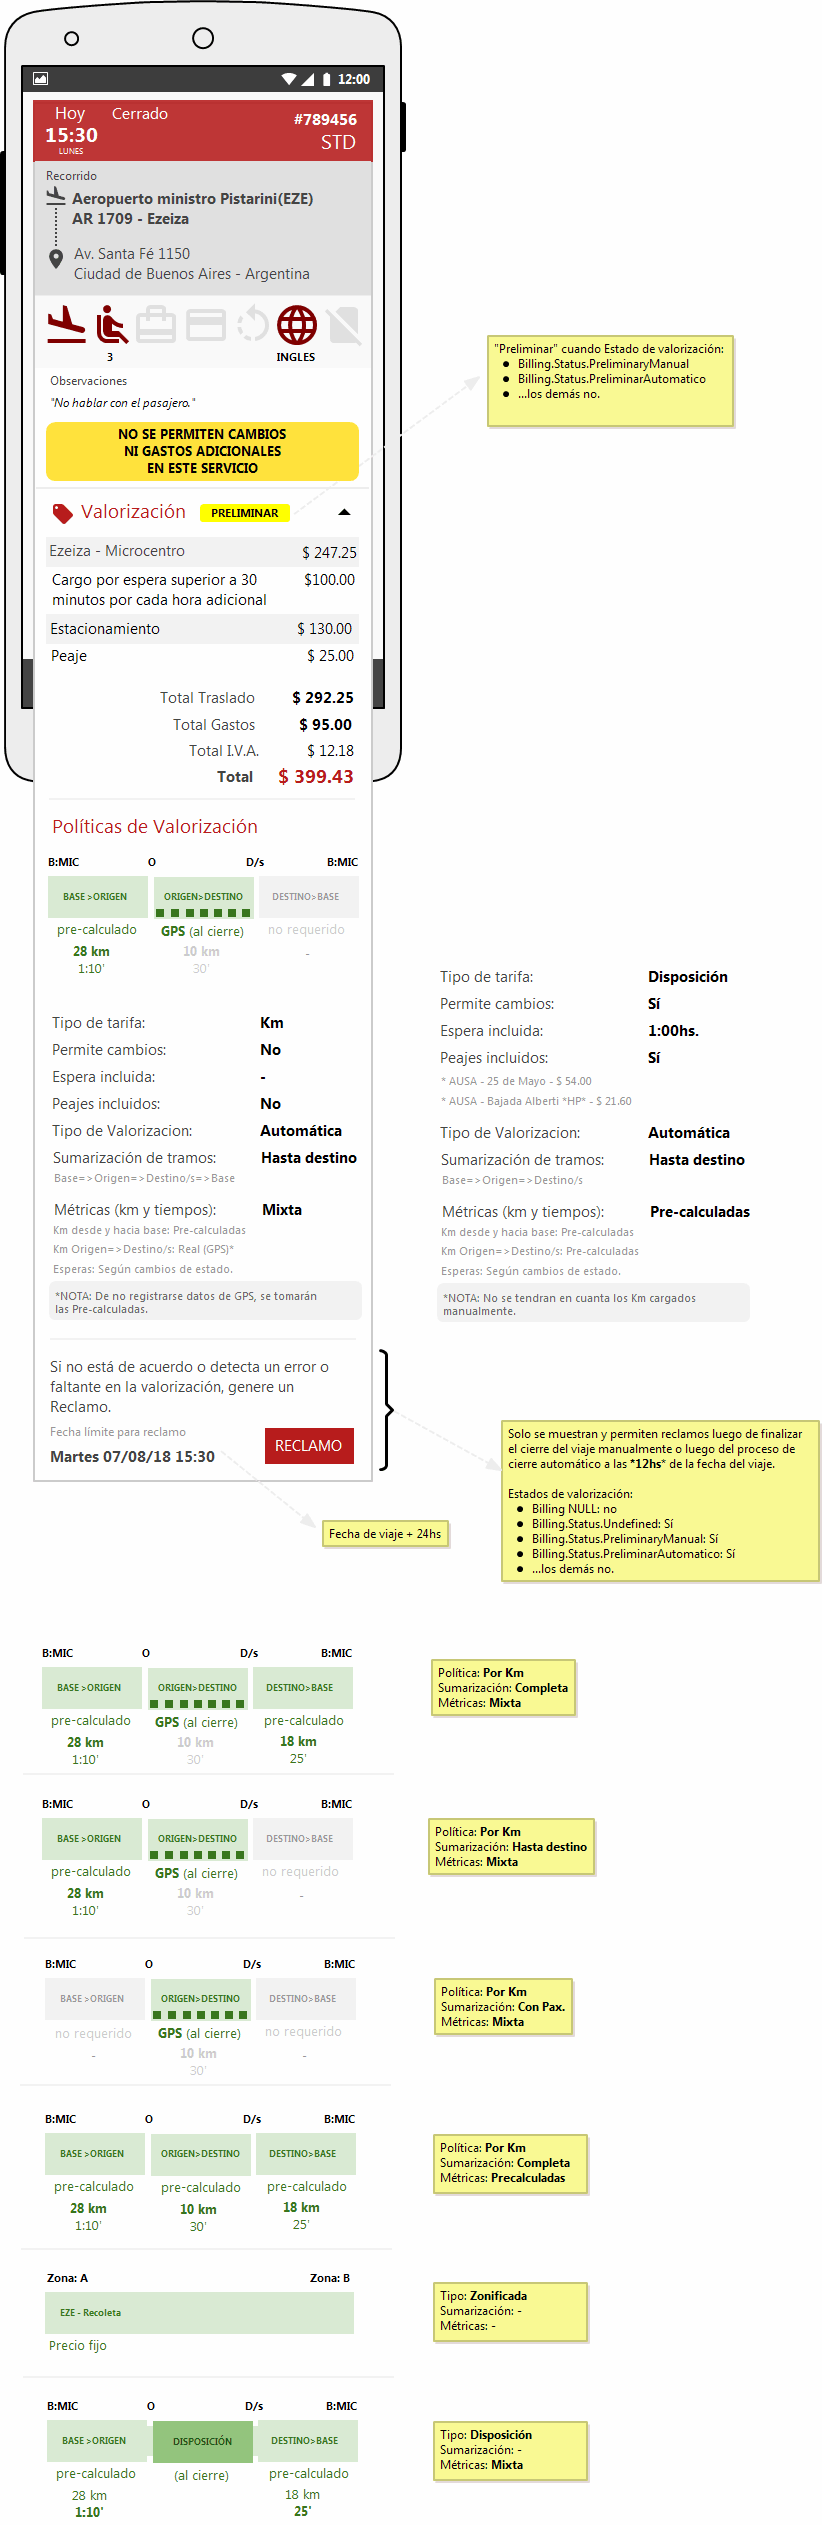 12:00
Hoy Cerrado
#789456
15:30
STD
LUNES
Recorrido
Aeropuerto ministro Pistarini(EZE)
AR 1709 - Ezeiza
Av. Santa Fé 1150
Ciudad de Buenos Aires - Argentina
3 INGLES
Observaciones
"No hablar con el pasajero."
NO SE PERMITEN CAMBIOS
NI GASTOS ADICIONALES
EN ESTE SERVICIO
"Preliminar" cuando Estado de valorización:
● Billing.Status.PreliminaryManual
● Billing.Status.PreliminarAutomatico
● ...los demás no.
Valorización PRELIMINAR
Ezeiza - Microcentro $ 247.25
Cargo por espera superior a 30 $100.00
minutos por cada hora adicional
Estacionamiento $ 130.00
Peaje $ 25.00
Total Traslado $ 292.25
Total Gastos $ 95.00
Total I.V.A. $ 12.18
Total $ 399.43
Políticas de Valorización
B:MIC O D/s B:MIC
BASE >ORIGEN ORIGEN>DESTINO DESTINO>BASE
pre-calculado GPS (al cierre) no requerido
28 km 10 km -
1:10' 30'
Tipo de tarifa: Km
Permite cambios: No
Espera incluida: -
Peajes incluidos: No
Tipo de Valorizacion: Automática
Sumarización de tramos: Hasta destino
Base=>Origen=>Destino/s=>Base
Métricas (km y tiempos): Mixta
Km desde y hacia base: Pre-calculadas
Km Origen=>Destino/s: Real (GPS)*
Esperas: Según cambios de estado.
*NOTA: De no registrarse datos de GPS, se tomarán
las Pre-calculadas.
Tipo de tarifa: Disposición
Permite cambios: Sí
Espera incluida: 1:00hs.
Peajes incluidos: Sí
* AUSA - 25 de Mayo - $ 54.00
* AUSA - Bajada Alberti *HP* - $ 21.60
Tipo de Valorizacion: Automática
Sumarización de tramos: Hasta destino
Base=>Origen=>Destino/s
Métricas (km y tiempos): Pre-calculadas
Km desde y hacia base: Pre-calculadas
Km Origen=>Destino/s: Pre-calculadas
Esperas: Según cambios de estado.
*NOTA: No se tendran en cuanta los Km cargados
manualmente.
Si no está de acuerdo o detecta un error o
faltante en la valorización, genere un
Reclamo.
Fecha límite para reclamo
Martes 07/08/18 15:30
RECLAMO
Solo se muestran y permiten reclamos luego de finalizar
el cierre del viaje manualmente o luego del proceso de
cierre automático a las *12hs* de la fecha del viaje.
Estados de valorización:
● Billing NULL: no
● Billing.Status.Undefined: Sí
● Billing.Status.PreliminaryManual: Sí
● Billing.Status.PreliminarAutomatico: Sí
● ...los demás no.
Fecha de viaje + 24hs
B:MIC O D/s B:MIC
BASE >ORIGEN ORIGEN>DESTINO DESTINO>BASE
pre-calculado GPS (al cierre) pre-calculado
28 km 10 km 18 km
1:10' 30' 25'
Política: Por Km
Sumarización: Completa
Métricas: Mixta
B:MIC O D/s B:MIC
BASE >ORIGEN ORIGEN>DESTINO DESTINO>BASE
pre-calculado GPS (al cierre) no requerido
28 km 10 km -
1:10' 30'
Política: Por Km
Sumarización: Hasta destino
Métricas: Mixta
B:MIC O D/s B:MIC
BASE >ORIGEN ORIGEN>DESTINO DESTINO>BASE
no requerido GPS (al cierre) no requerido
- 10 km -
30'
Política: Por Km
Sumarización: Con Pax.
Métricas: Mixta
B:MIC O D/s B:MIC
BASE >ORIGEN ORIGEN>DESTINO DESTINO>BASE
pre-calculado pre-calculado pre-calculado
28 km 10 km 18 km
1:10' 30' 25'
Política: Por Km
Sumarización: Completa
Métricas: Precalculadas
Zona: A Zona: B
EZE - Recoleta
Precio fijo
Tipo: Zonificada
Sumarización: -
Métricas: -
B:MIC O D/s B:MIC
BASE >ORIGEN DISPOSICIÓN DESTINO>BASE
pre-calculado (al cierre) pre-calculado
28 km 18 km
1:10' 25'
Tipo: Disposición
Sumarización: -
Métricas: Mixta